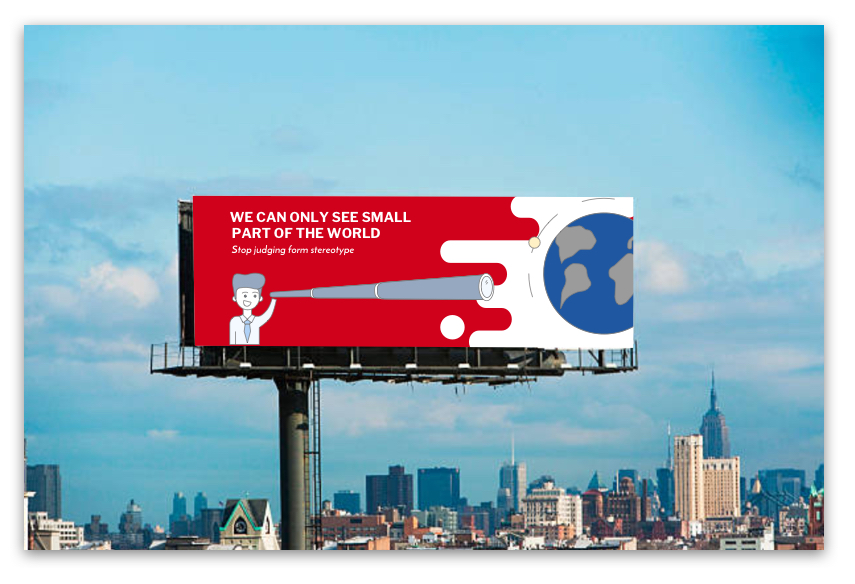 WE CAN ONLY SEE SMALL
PART OF THE WORLD
Stop judging form stereotype